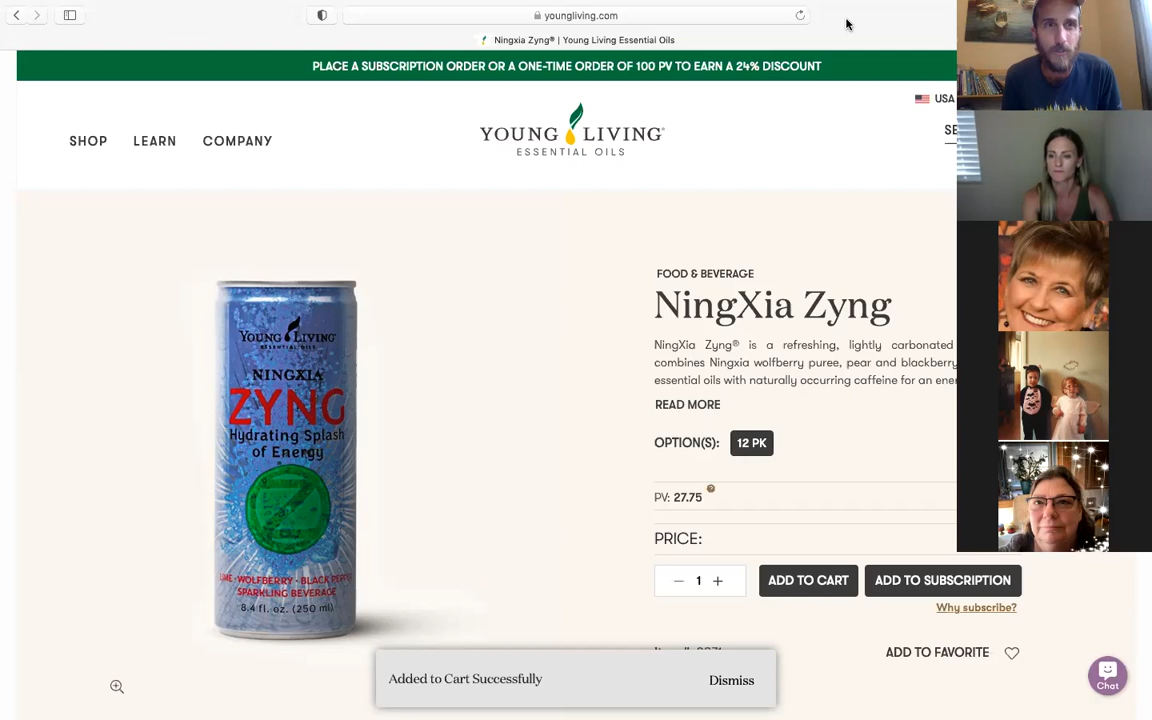 youngliving.com
Ningxia Zyng® | Young Living Essential Oils
PLACE A SUBSCRIPTION ORDER OR A ONE-TIME ORDER OF 100 PV TO EARN A 24% DISCOUNT
USA
SHOP LEARN COMPANY
YOUNG LIVING
ESSENTIAL OILS
FOOD & BEVERAGE
NingXia Zyng
NingXia Zyng® is a refreshing, lightly carbonated
combines Ningxia wolfberry puree, pear and blackberry
essential oils with naturally occurring caffeine for an
READ MORE
OPTION(S): 12 PK
PV: 27.75
PRICE:
1
ADD TO CART
ADD TO SUBSCRIPTION
Why subscribe?
ADD TO FAVORITE
YOUNG LIVING
ESSENTIAL OILS
NINGXIA
ZYNG
Hydrating Splash
of Energy
LIME·WOLFBERRY·BLACK PEPPER
SPARKLING BEVERAGE
8.4 fl. oz. (250 ml)
Added to Cart Successfully Dismiss
Chat